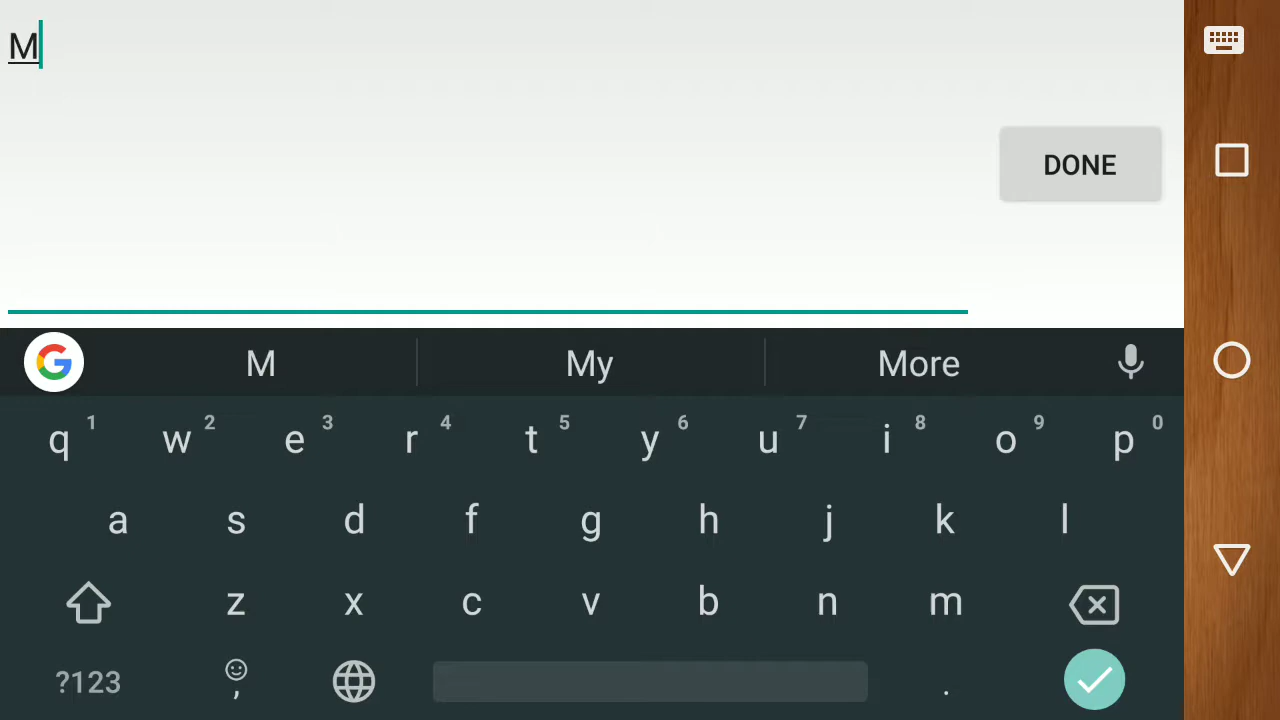 M
DONE
M My More
q 1 w 2 e 3 r 4 t 5 y 6 u 7 i 8 o 9 p 0
a s d f g h j k l
z x c v b n m
?123 , .